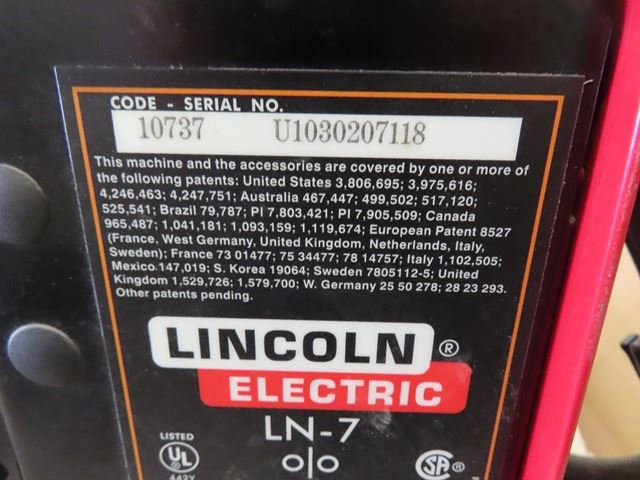 CODE - SERIAL NO.
10737 U1030207118
This machine and the accessories are covered by one or more of
the following patents: United States 3,806,695; 3,975,616;
4,246,463; 4,247,751; Australia 467,447; 499,502; 517,120;
525,541; Brazil 79,787; PI 7,803,421; PI 7,905,509; Canada
965,487; 1,041,181; 1,093,159; 1,119,674; European Patent 8527
(France, West Germany, United Kingdom, Netherlands, Italy,
Sweden); France 73 01477; 75 34477; 78 14757; Italy 1,102,505;
Mexico 147,019; S. Korea 19064; Sweden 7805112-5; United
Kingdom 1,529,726; 1,579,700; W. Germany 25 50 278; 28 23 293.
Other patents pending.
LINCOLN ®
ELECTRIC
LN-7
LISTED
UL
442Y
SA